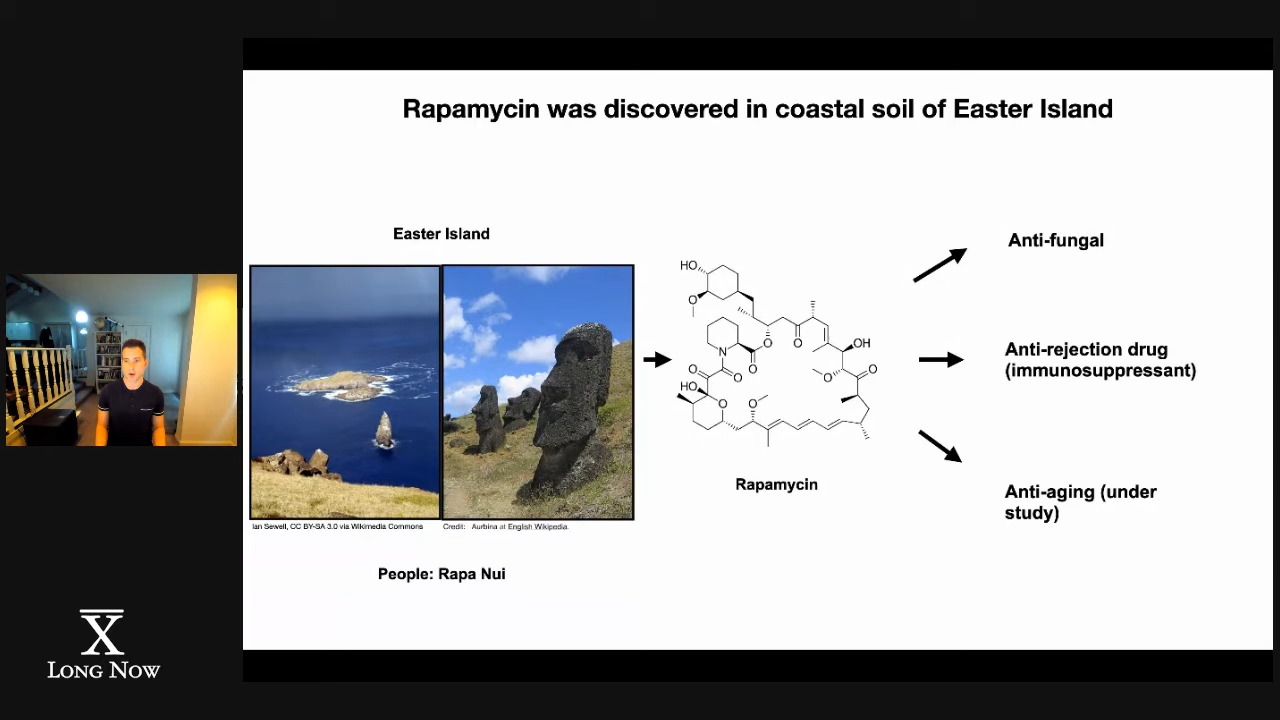 Rapamycin was discovered in coastal soil of Easter Island
Easter Island
Ian Sewell, CC BY-SA 3.0 via Wikimedia Commons
Credit: Aurbina at English Wikipedia.
People: Rapa Nui
HO
O
O
O
OH
N
O
O
O
O
O
O
HO
O
O
Rapamycin
Anti-fungal
Anti-rejection drug
(immunosuppressant)
Anti-aging (under
study)
X
LONG NOW